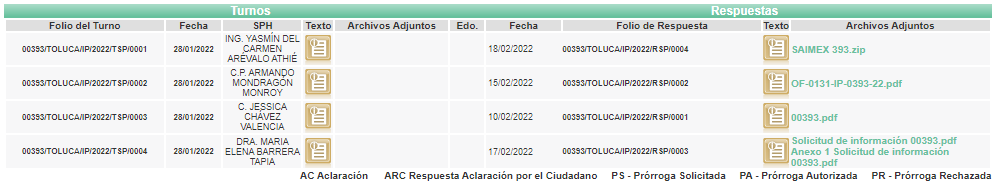 Turnos Respuestas
Folio del Turno Fecha SPH Texto Archivos Adjuntos Edo. Fecha Folio de Respuesta Texto Archivos Adjuntos
00393/TOLUCA/IP/2022/TSP/0001 28/01/2022 ING. YASMÍN DEL CARMEN ARÉVALO ATHIÉ 18/02/2022 00393/TOLUCA/IP/2022/RSP/0004 SAIMEX 393.zip
00393/TOLUCA/IP/2022/TSP/0002 28/01/2022 C.P. ARMANDO MONDRAGÓN MONROY 15/02/2022 00393/TOLUCA/IP/2022/RSP/0002 OF-0131-IP-0393-22.pdf
00393/TOLUCA/IP/2022/TSP/0003 28/01/2022 C. JESSICA CHÁVEZ VALENCIA 10/02/2022 00393/TOLUCA/IP/2022/RSP/0001 00393.pdf
00393/TOLUCA/IP/2022/TSP/0004 28/01/2022 DRA. MARIA ELENA BARRERA TAPIA 17/02/2022 00393/TOLUCA/IP/2022/RSP/0003 Solicitud de información 00393.pdf Anexo 1 Solicitud de información 00393.pdf
AC Aclaración ARC Respuesta Aclaración por el Ciudadano PS - Prórroga Solicitada PA - Prórroga Autorizada PR - Prórroga Rechazada